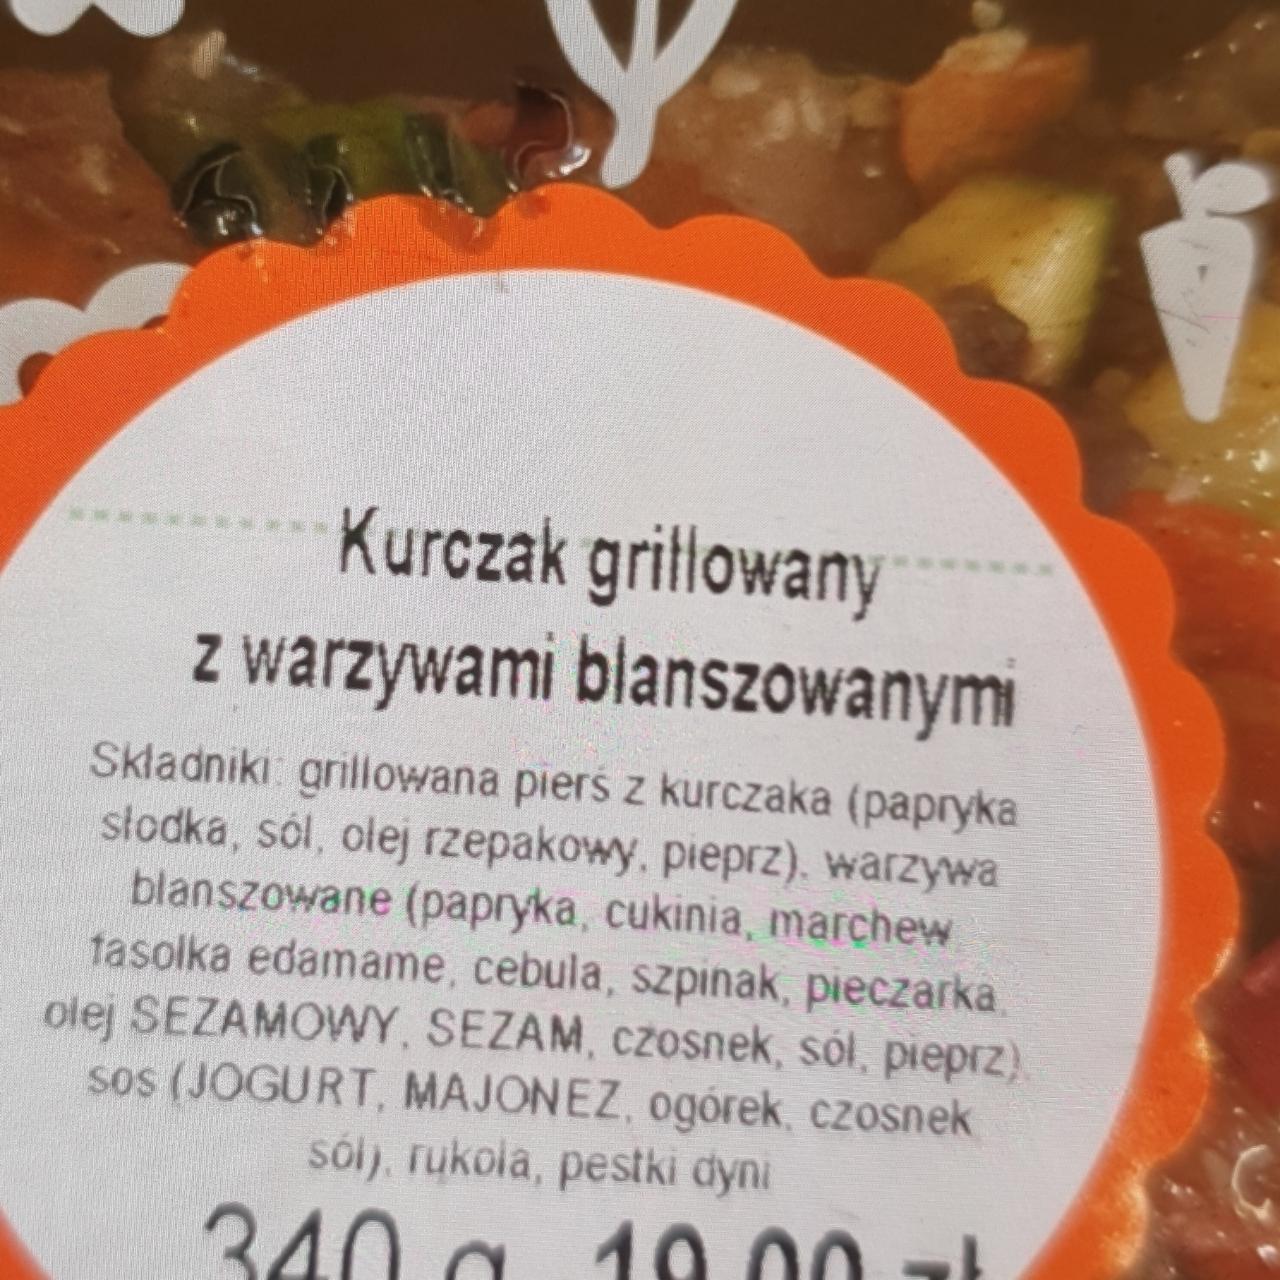 Kurczak grillowany
z warzywami blanszowanymi
Składniki: grillowana pierś z kurczaka (papryka
słodka, sól, olej rzepakowy, pieprz), warzywa
blanszowane (papryka, cukinia, marchew
fasolka edamame, cebula, szpinak, pieczarka,
olej SEZAMOWY, SEZAM, czosnek, sól, pieprz),
sos (JOGURT, MAJONEZ, ogórek, czosnek
sól), rukola, pestki dyni
340 g 19,00 zł